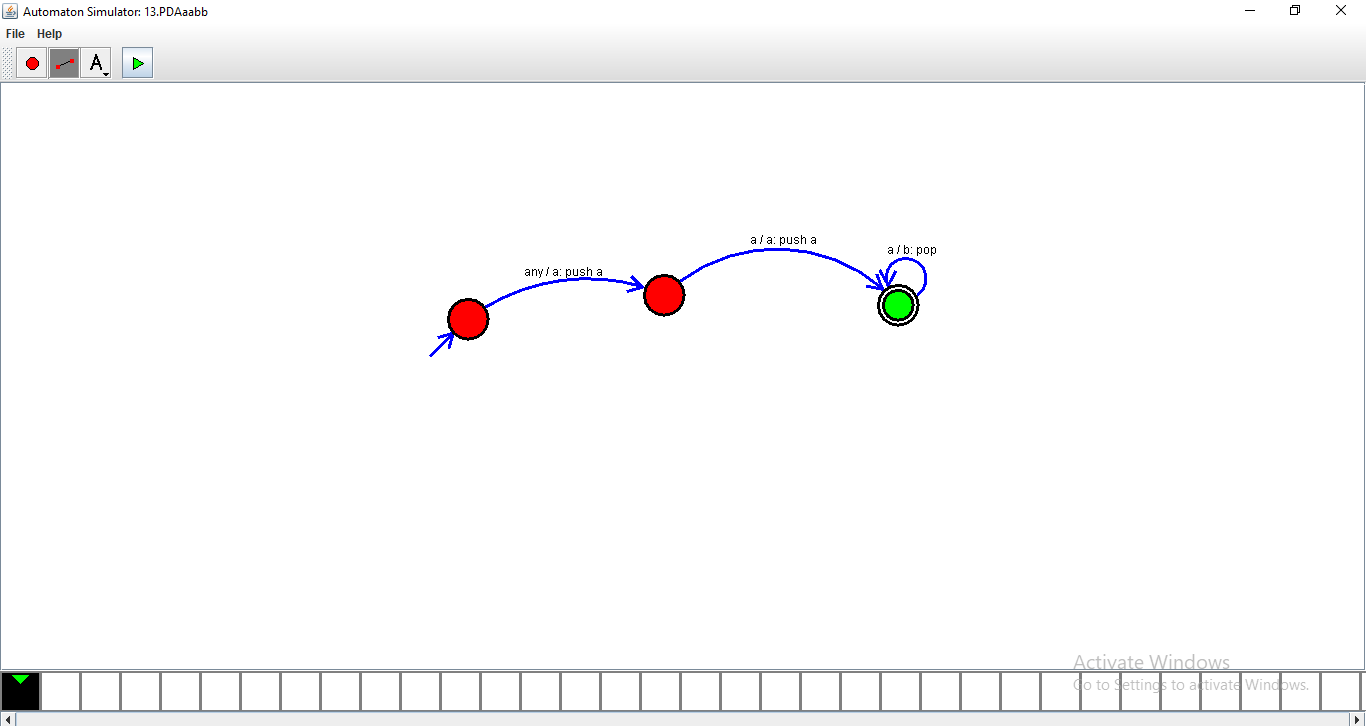 Automaton Simulator: 13.PDAaabb
File Help
A
a / a: push a
a / b: pop
any / a: push a
Activate Windows
Go to Settings to activate Windows.